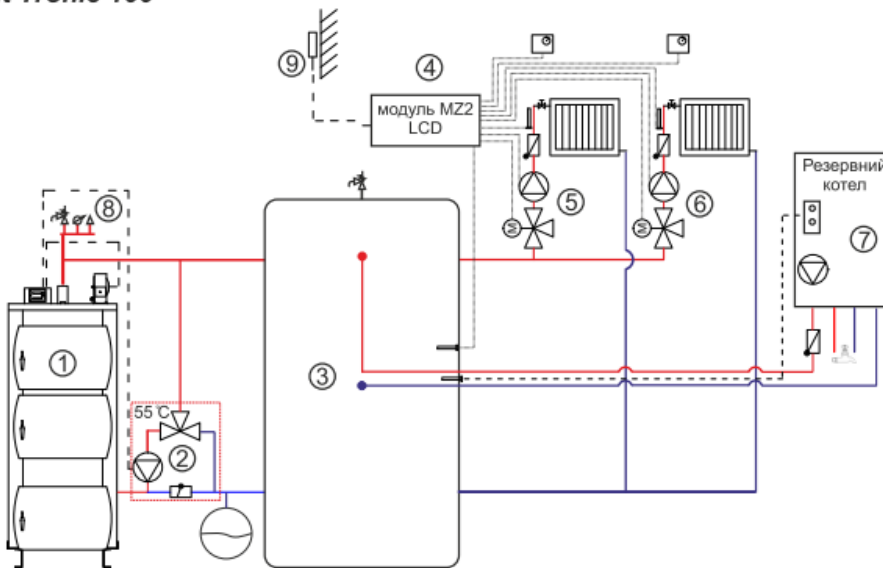 ⑨
④
модуль MZ2
LCD
⑤
⑥
M
M
Резервний
котел
⑦
⑧
①
③
55℃
②